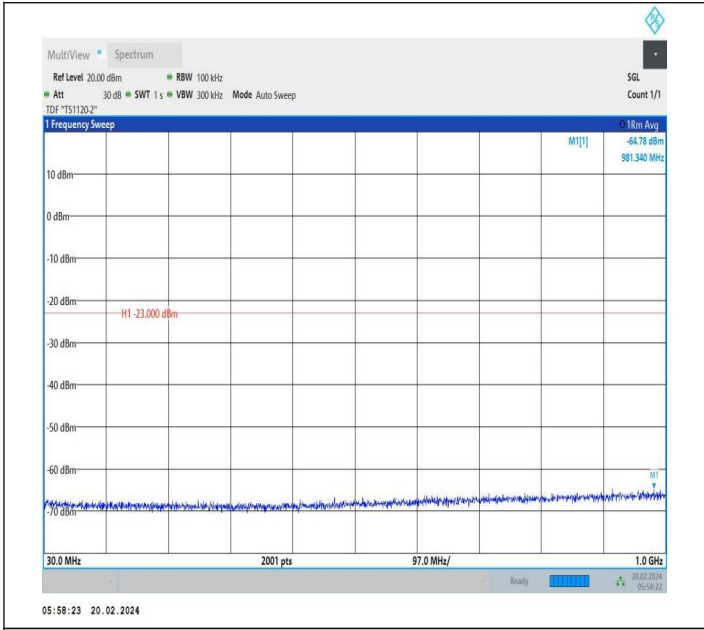 R S
MultiView Spectrum
Ref Level 20.00 dBm RBW 100 kHz SGL
Att 30 dB SWT 1 s VBW 300 kHz Mode Auto Sweep Count 1/1
TDF "TS1120-2"
1 Frequency Sweep 1Rm Avg
M1[1] -64.78 dBm
981.340 MHz
10 dBm
0 dBm
-10 dBm
-20 dBm
H1 -23.000 dBm
-30 dBm
-40 dBm
-50 dBm
-60 dBm
M1
-70 dBm
30.0 MHz 2001 pts 97.0 MHz/ 1.0 GHz
Ready 20.02.2024
05:58:22
05:58:23 20.02.2024